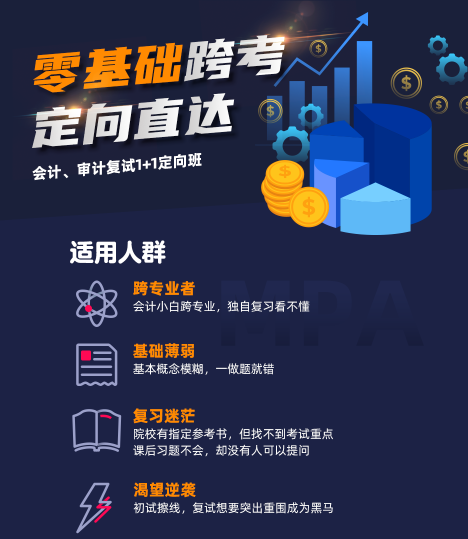 零基础跨考
定向直达
会计、审计复试1+1定向班
适用人群
跨专业者
会计小白跨专业，独自复习看不懂
MPA
基础薄弱
基本概念模糊，一做题就错
复习迷茫
院校有指定参考书，但找不到考试重点
课后习题不会，却没有人可以提问
渴望逆袭
初试擦线，复试想要突出重围成为黑马